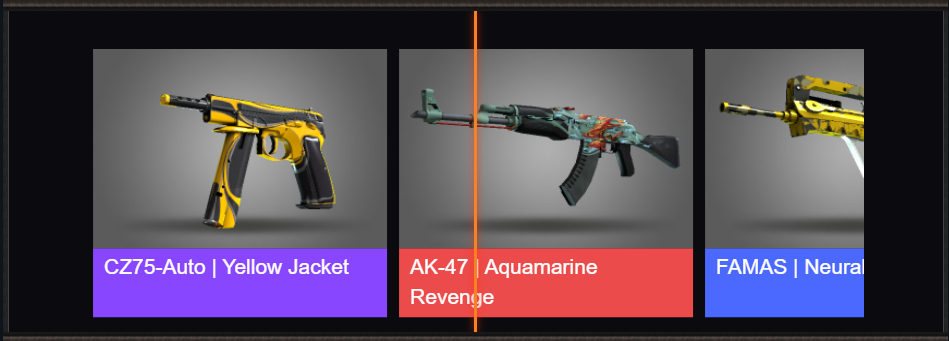 CZ75-Auto | Yellow Jacket
AK-47 | Aquamarine
Revenge
FAMAS | Neural